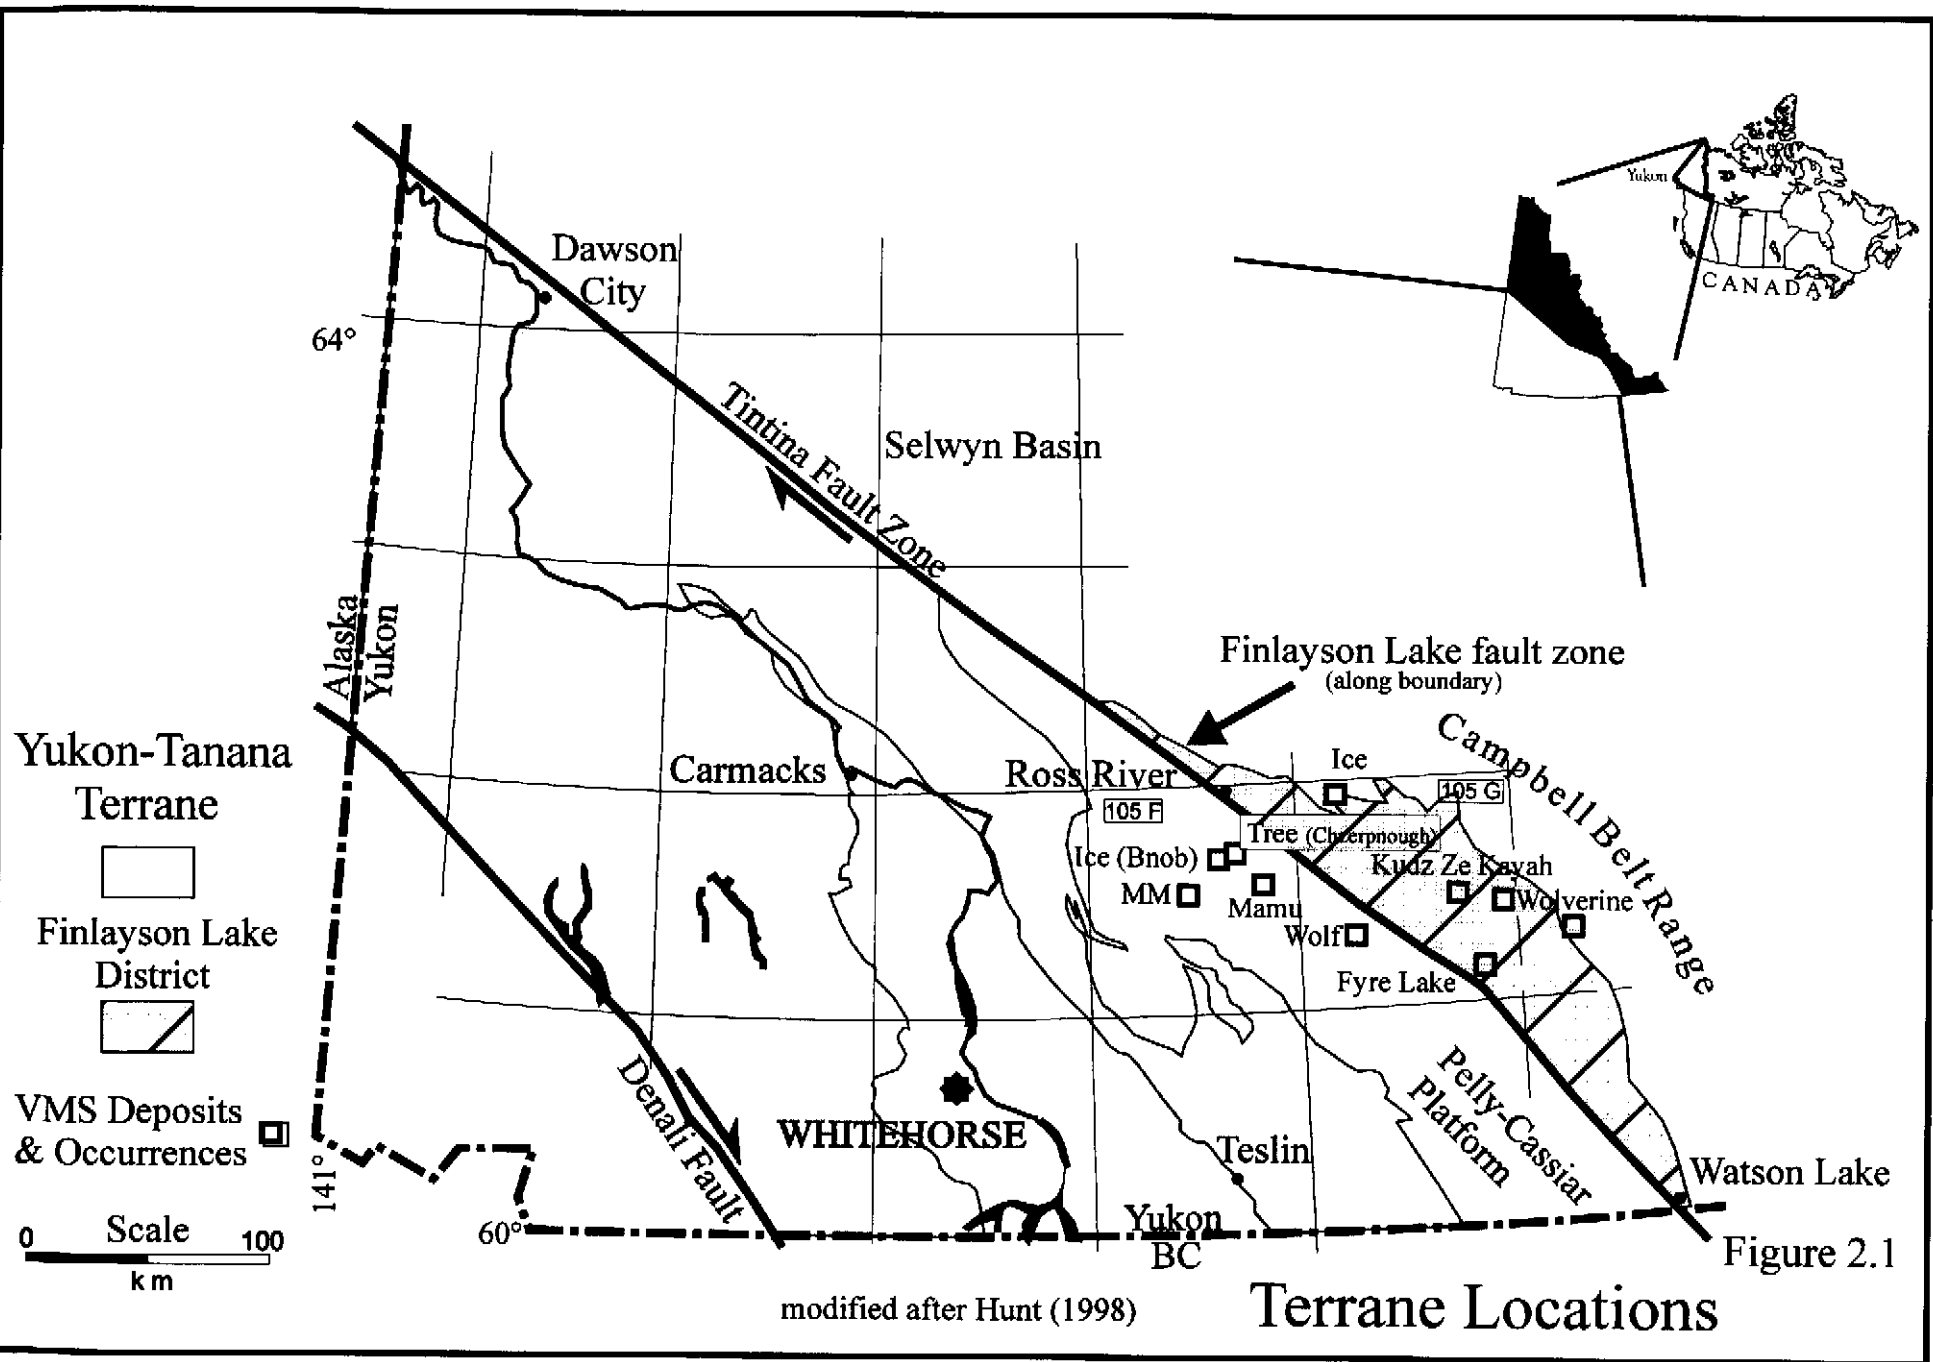 Yukon
CANADA
Dawson
City
64°
Tintina Fault Zone
Selwyn Basin
Alaska
Yukon
Finlayson Lake fault zone
(along boundary)
Campbell Belt Range
Yukon-Tanana
Terrane
Carmacks
Ross River
Ice
105 F
105 G
Tree (Cheerpnough)
Ice (Bnob)
Kudz Ze Kayah
MM
Mamu
Wolverine
Wolf
Finlayson Lake
District
Fyre Lake
Denali Fault
Pelly-Cassiar
Platform
VMS Deposits
& Occurrences
WHITEHORSE
Teslin
Watson Lake
141°
60°
Yukon
BC
0 Scale 100
km
Figure 2.1
modified after Hunt (1998)
Terrane Locations